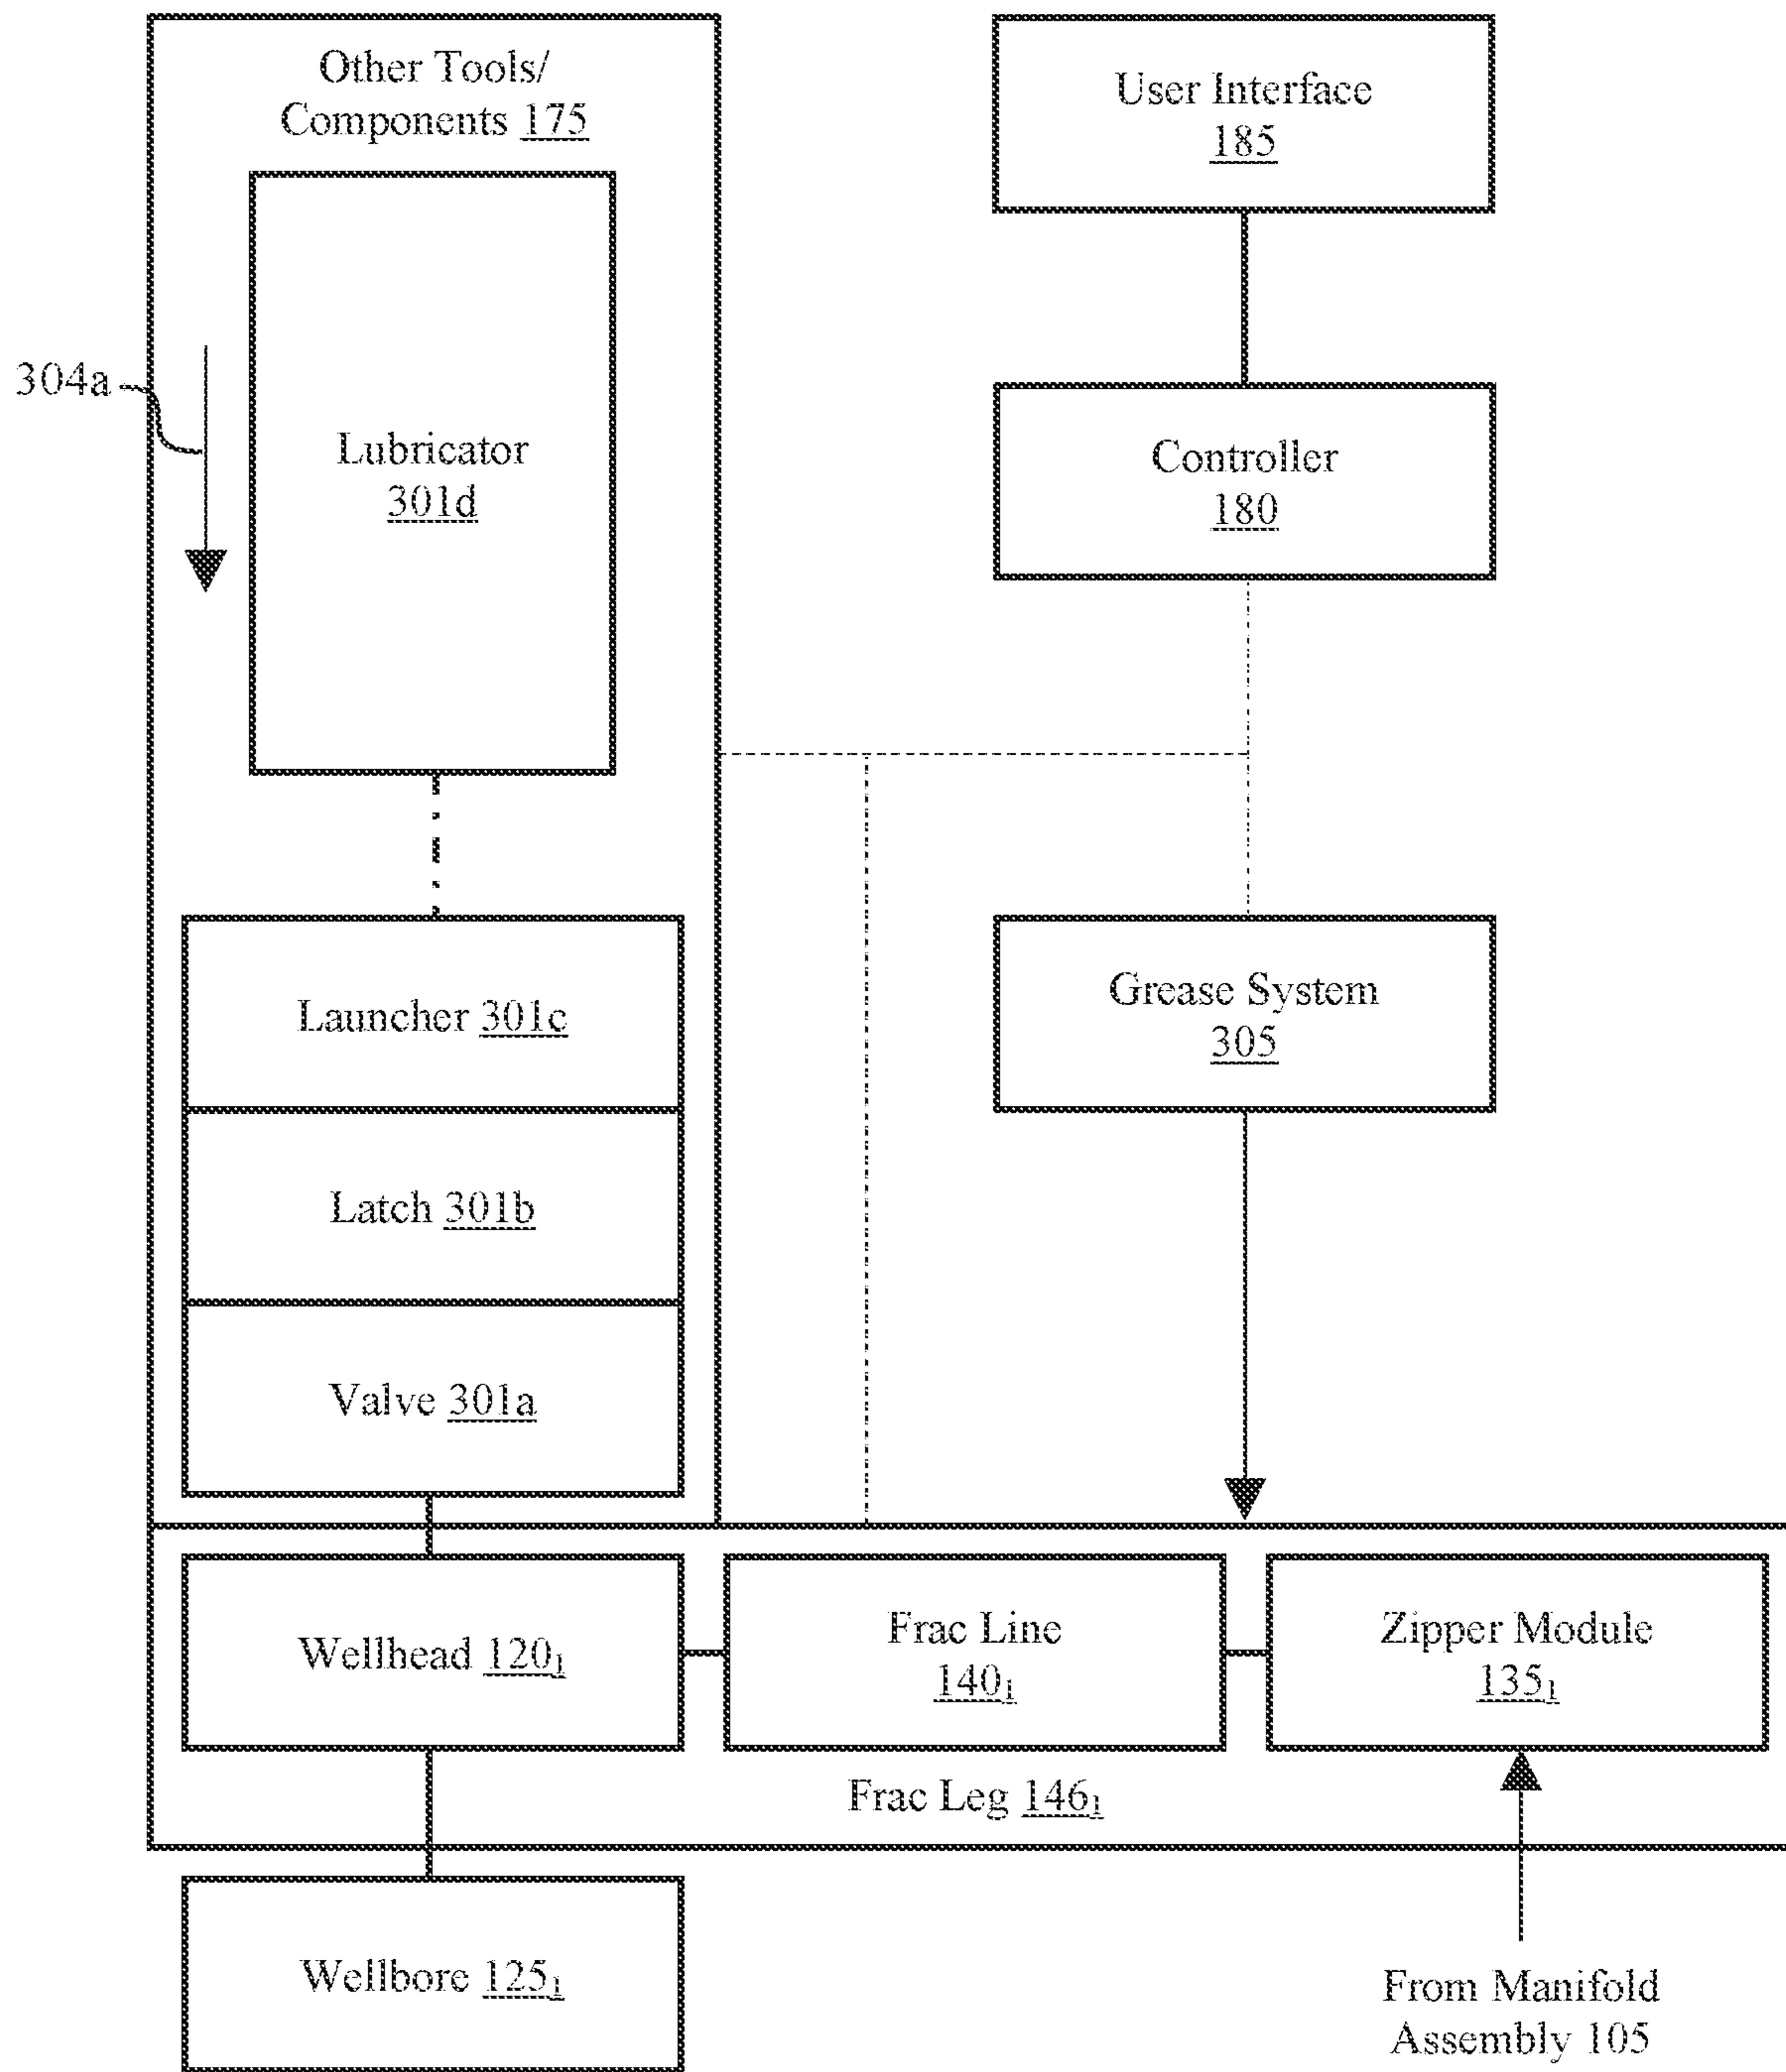 Other Tools/
Components 175
User Interface
185
304a
Lubricator
301d
Controller
180
Launcher 301c
Grease System
305
Latch 301b
Valve 301a
Wellhead 120₁
Frac Line
140₁
Zipper Module
135₁
Frac Leg 146₁
Wellbore 125₁
From Manifold
Assembly 105